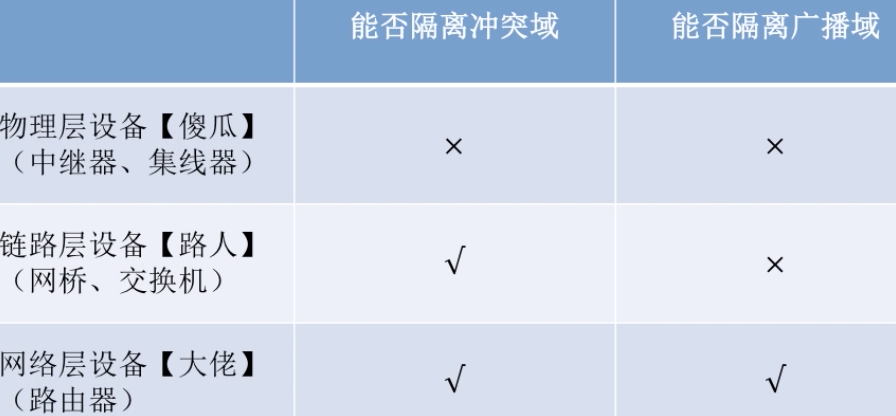 能否隔离冲突域 能否隔离广播域
物理层设备【傻瓜】
（中继器、集线器）
× ×
链路层设备【路人】
（网桥、交换机）
√ ×
网络层设备【大佬】
（路由器）
√ √